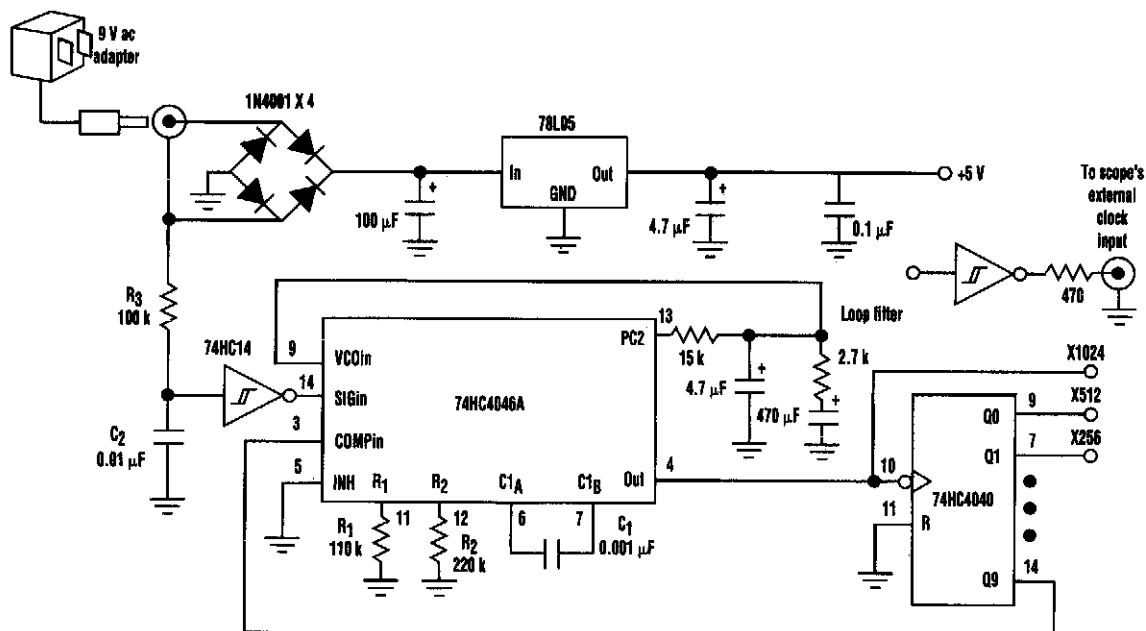 9 V ac
adapter
1N4001 X 4
78L05
In
Out
GND
+5 V
100 µF
4.7 µF
0.1 µF
To scope's
external
clock
input
470
R3
100 k
74HC14
9
14
3
5
VCOin
SIGin
COMPin
INH
74HC4046A
PC2
13
15 k
Loop filter
4.7 µF
2.7 k
470 µF
Out
4
R1
R2
C1A
C1B
11
12
6
7
R1
110 k
R2
220 k
C1
0.001 µF
C2
0.01 µF
X1024
X512
X256
9
7
Q0
Q1
10
11
R
74HC4040
Q9
14
+
+
+
+